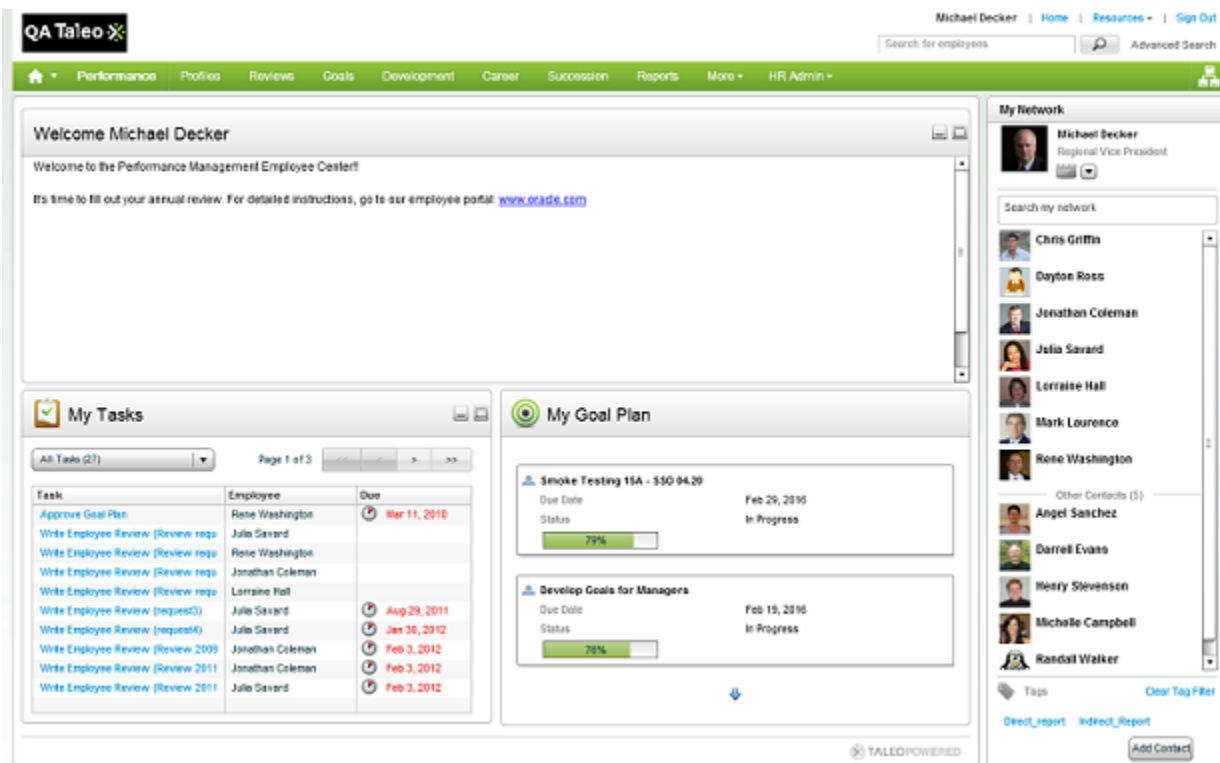 QA Taleo
Michael Decker | Home | Resources | Sign Out
Search for employees
Advanced Search
Performance Profiles Reviews Goals Development Career Succession Reports More HR Admin
Welcome Michael Decker
Welcome to the Performance Management Employee Center!!
It's time to fill out your annual review. For detailed instructions, go to our employee portal: www.oracle.com
My Tasks
All Tasks (27)
Page 1 of 3 << < > >>
Task Employee Due
Approve Goal Plan Rene Washington Mar 11, 2010
Write Employee Review (Review requ Julia Savard
Write Employee Review (Review requ Rene Washington
Write Employee Review (Review requ Jonathan Coleman
Write Employee Review (Review requ Lorraine Hall
Write Employee Review (request3) Julia Savard Aug 29, 2011
Write Employee Review (request4) Julia Savard Jan 30, 2012
Write Employee Review (Review 2009 Jonathan Coleman Feb 3, 2012
Write Employee Review (Review 2011 Jonathan Coleman Feb 3, 2012
Write Employee Review (Review 2011 Julia Savard Feb 3, 2012
My Goal Plan
Smoke Testing 15A - SSO 04.20
Due Date Feb 29, 2016
Status In Progress
79%
Develop Goals for Managers
Due Date Feb 19, 2016
Status In Progress
76%
TALEOPOWERED
My Network
Michael Decker
Regional Vice President
Search my network
Chris Griffin
Dayton Ross
Jonathan Coleman
Julia Savard
Lorraine Hall
Mark Laurence
Rene Washington
Other Contacts (5)
Angel Sanchez
Darrell Evans
Henry Stevenson
Michelle Campbell
Randall Walker
Tags Clear Tag Filter
Direct_report Indirect_Report
Add Contact